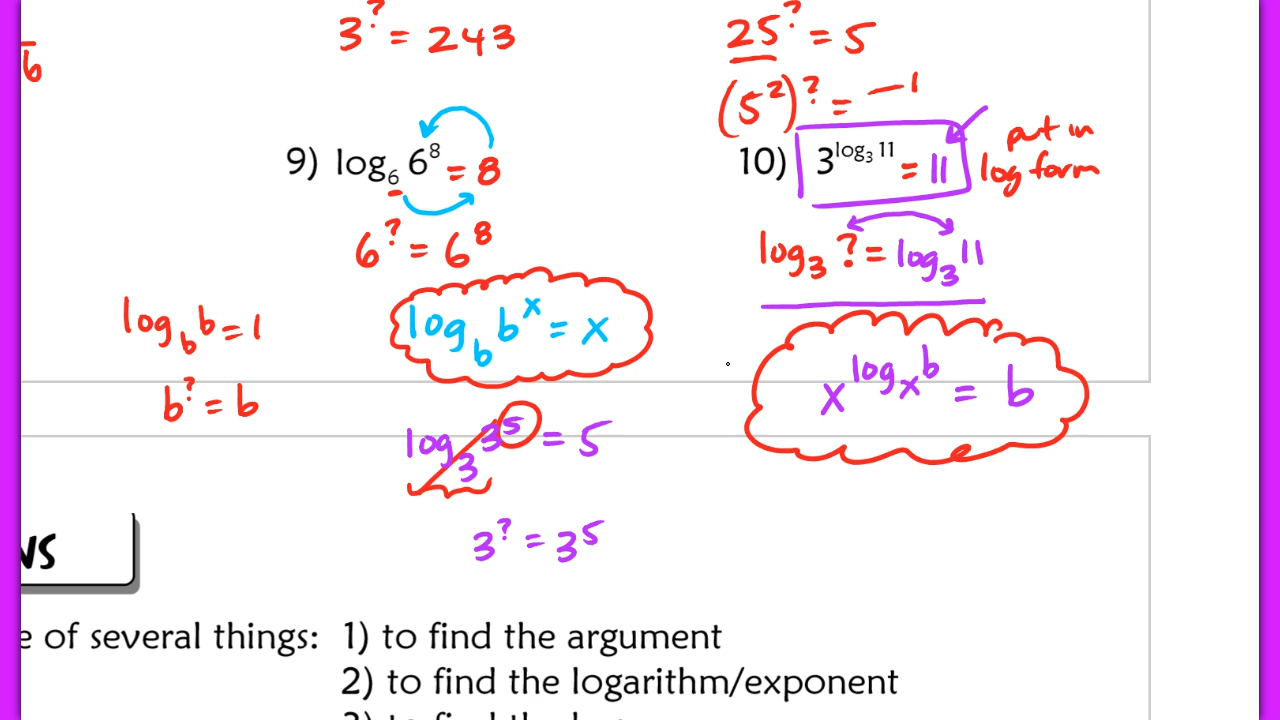 6
3^? = 243
25^? = 5
(5²)^? = —1
9) log₆ 6⁸ = 8
10) 3^(log₃ 11) = 11
put in
log form
6^? = 6⁸
log₃ ? = log₃ 11
log_b b = 1
log_b b^x = x
x^(log_x b) = b
b^? = b
log₃ 3⁵ = 5
3^? = 3⁵
NS
e of several things: 1) to find the argument
2) to find the logarithm/exponent